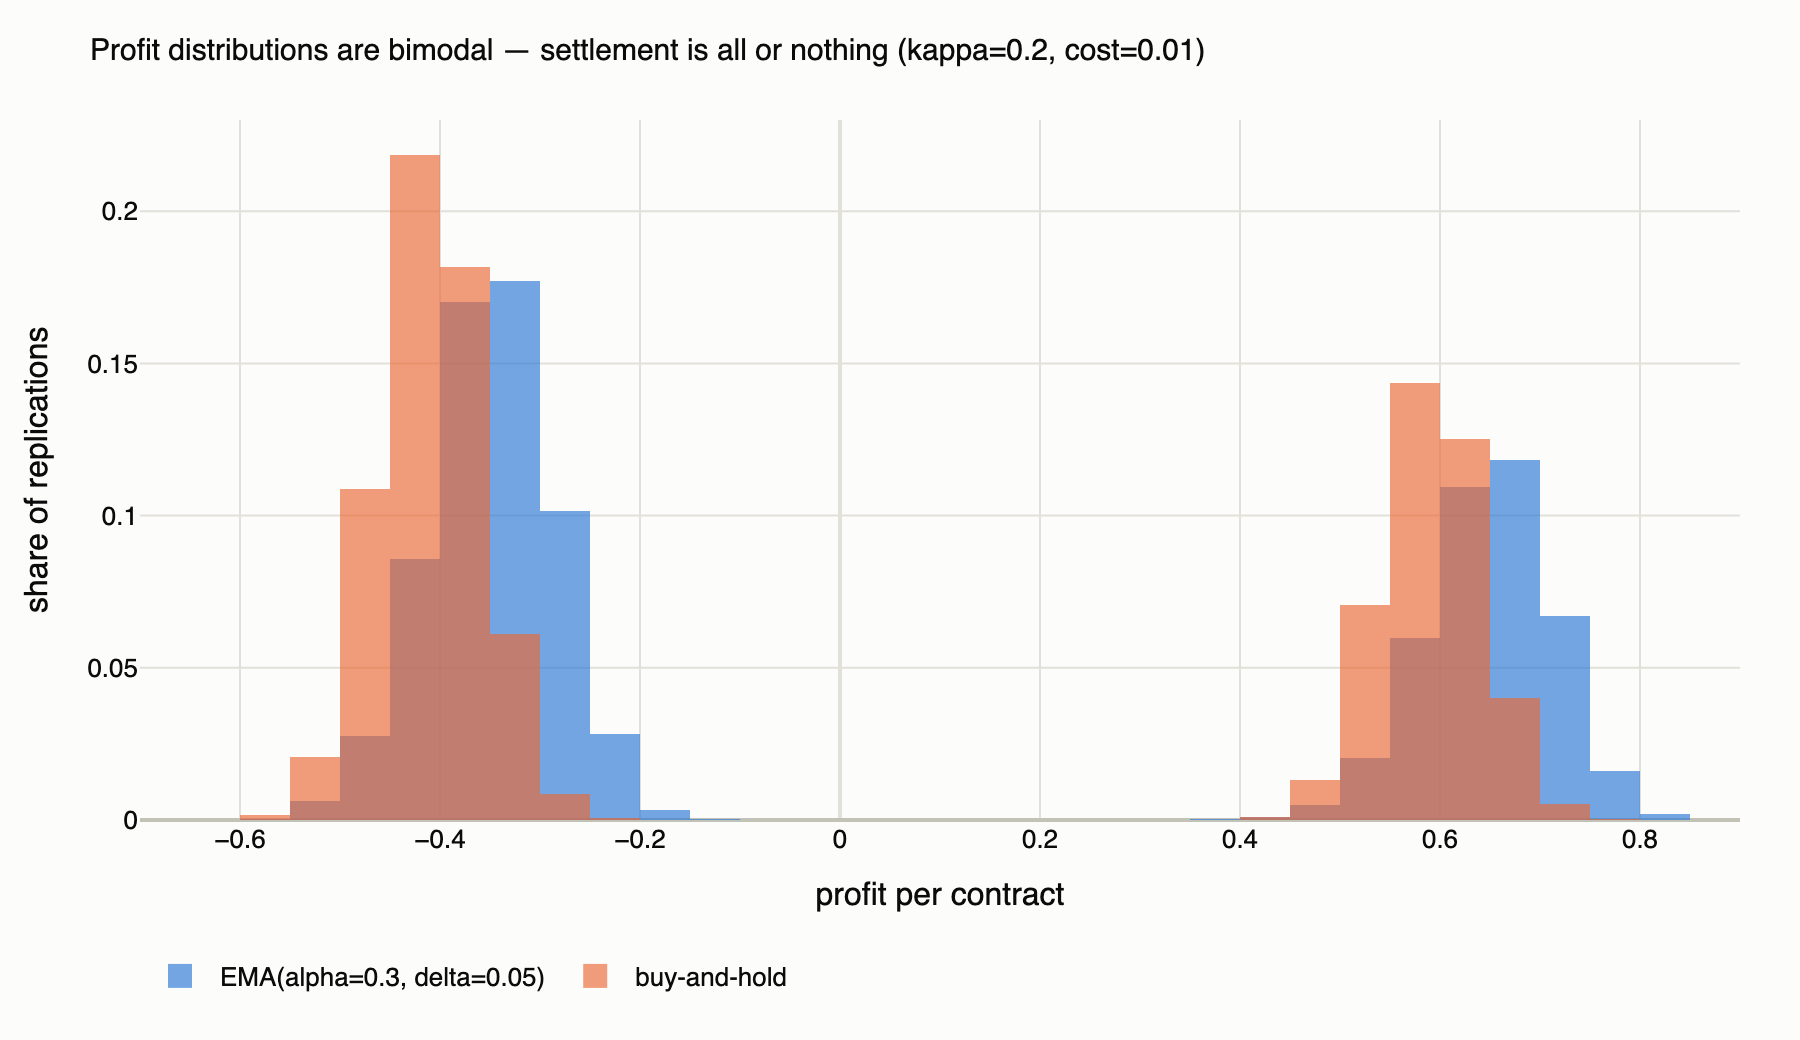 Profit distributions are bimodal — settlement is all or nothing (kappa=0.2, cost=0.01)
share of replications
0.2
0.15
0.1
0.05
0
−0.6 −0.4 −0.2 0 0.2 0.4 0.6 0.8
profit per contract
EMA(alpha=0.3, delta=0.05) buy-and-hold